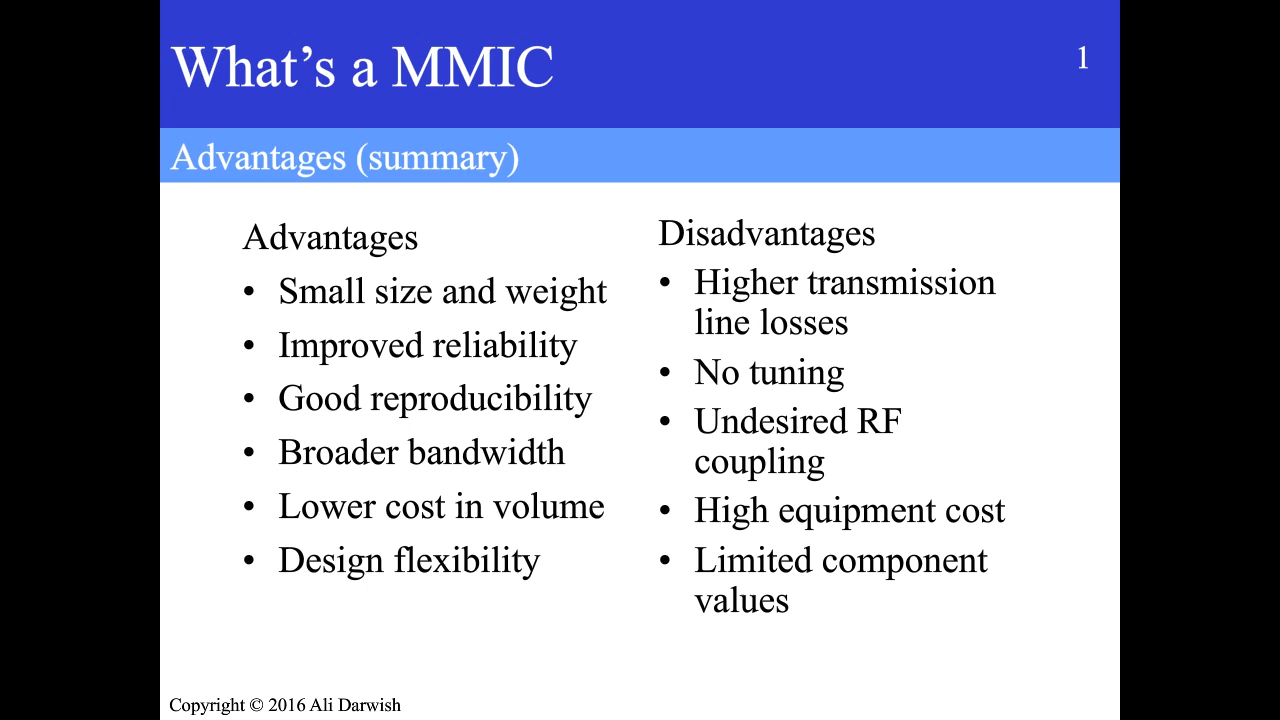 What's a MMIC
1
Advantages (summary)
Advantages
• Small size and weight
• Improved reliability
• Good reproducibility
• Broader bandwidth
• Lower cost in volume
• Design flexibility
Disadvantages
• Higher transmission
line losses
• No tuning
• Undesired RF
coupling
• High equipment cost
• Limited component
values
Copyright © 2016 Ali Darwish